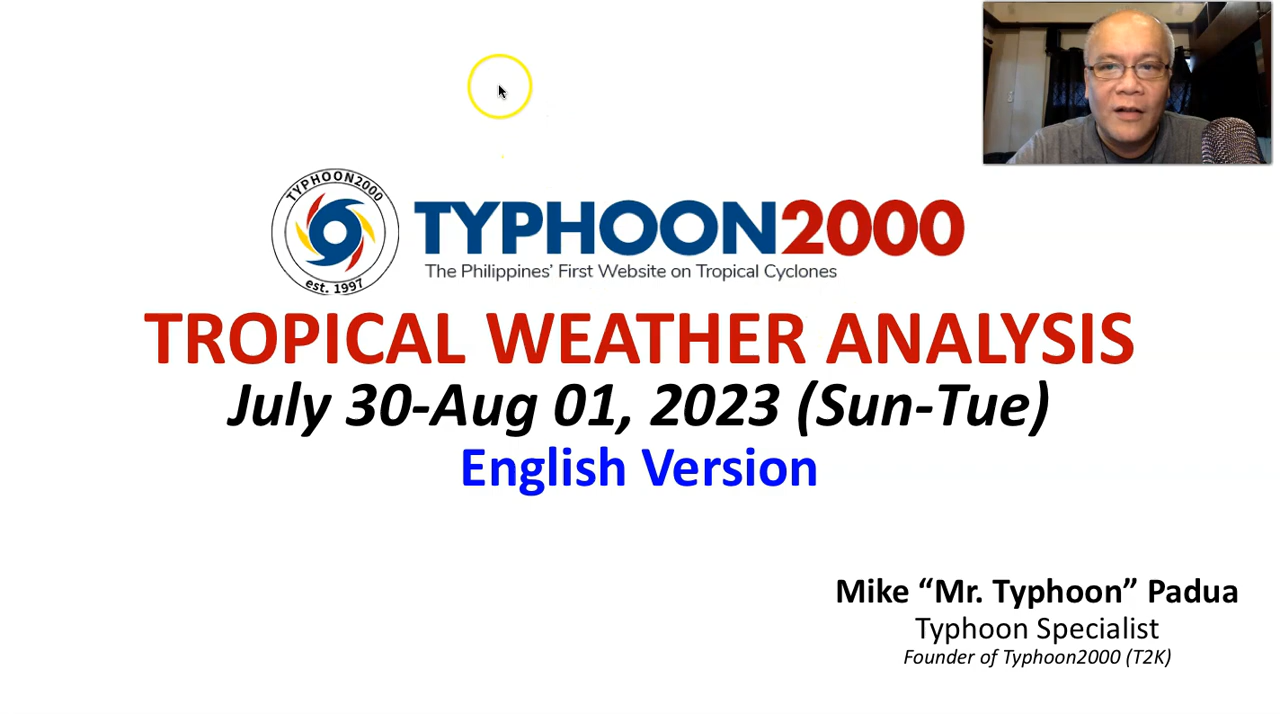 TYPHOON2000
est. 1997
TYPHOON2000
The Philippines' First Website on Tropical Cyclones
TROPICAL WEATHER ANALYSIS
July 30-Aug 01, 2023 (Sun-Tue)
English Version
Mike “Mr. Typhoon” Padua
Typhoon Specialist
Founder of Typhoon2000 (T2K)